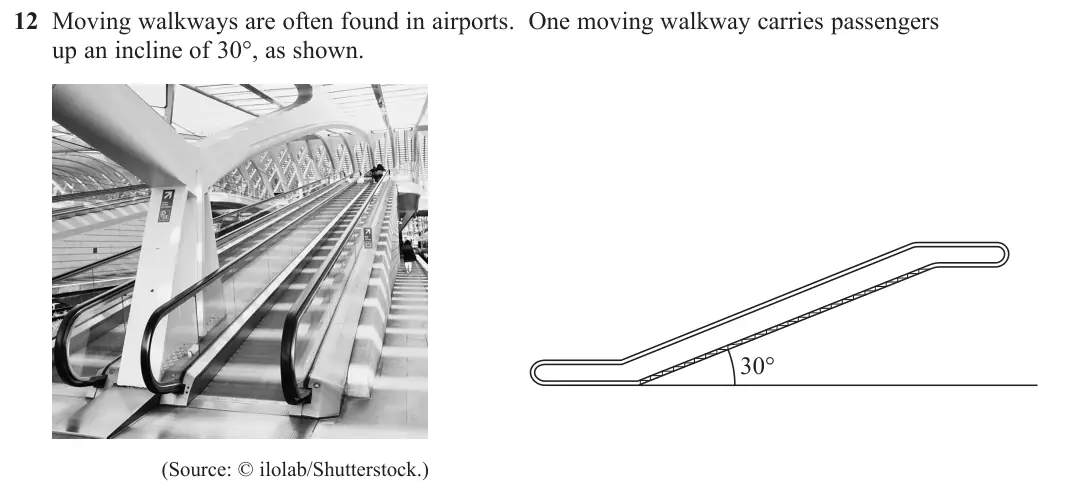 12 Moving walkways are often found in airports. One moving walkway carries passengers
up an incline of 30°, as shown.
30°
(Source: © ilolab/Shutterstock.)